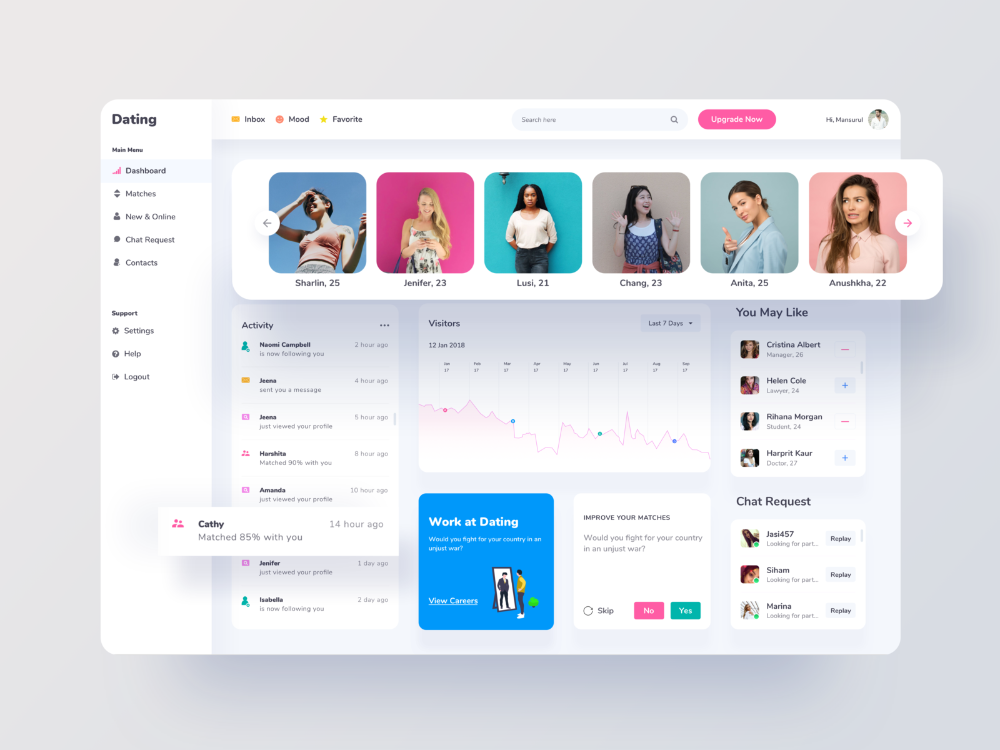 Dating
Inbox
Mood
Favorite
Search here
Upgrade Now
Hi, Mansurul
Main Menu
Dashboard
Matches
New & Online
Chat Request
Contacts
Support
Settings
Help
Logout
Sharlin, 25
Jenifer, 23
Lusi, 21
Chang, 23
Anita, 25
Anushkha, 22
Activity
Naomi Campbell
2 hour ago
is now following you
Jeena
4 hour ago
sent you a message
Jeena
5 hour ago
just viewed your profile
Harshita
8 hour ago
Matched 90% with you
Amanda
10 hour ago
just viewed your profile
Cathy
14 hour ago
Matched 85% with you
Jenifer
1 day ago
just viewed your profile
Isabella
2 day ago
is now following you
Visitors
Last 7 Days
12 Jan 2018
Jan Feb Mar Apr May Jun Jul Aug Sep
17 17 17 17 17 17 17 17 17
Work at Dating
Would you fight for your country in an
unjust war?
View Careers
IMPROVE YOUR MATCHES
Would you fight for your country
in an unjust war?
Skip
No
Yes
You May Like
Cristina Albert
Manager, 26
Helen Cole
Lawyer, 24
Rihana Morgan
Student, 24
Harprit Kaur
Doctor, 27
Chat Request
Jasi457
Looking for part...
Replay
Siham
Looking for part...
Replay
Marina
Looking for part...
Replay